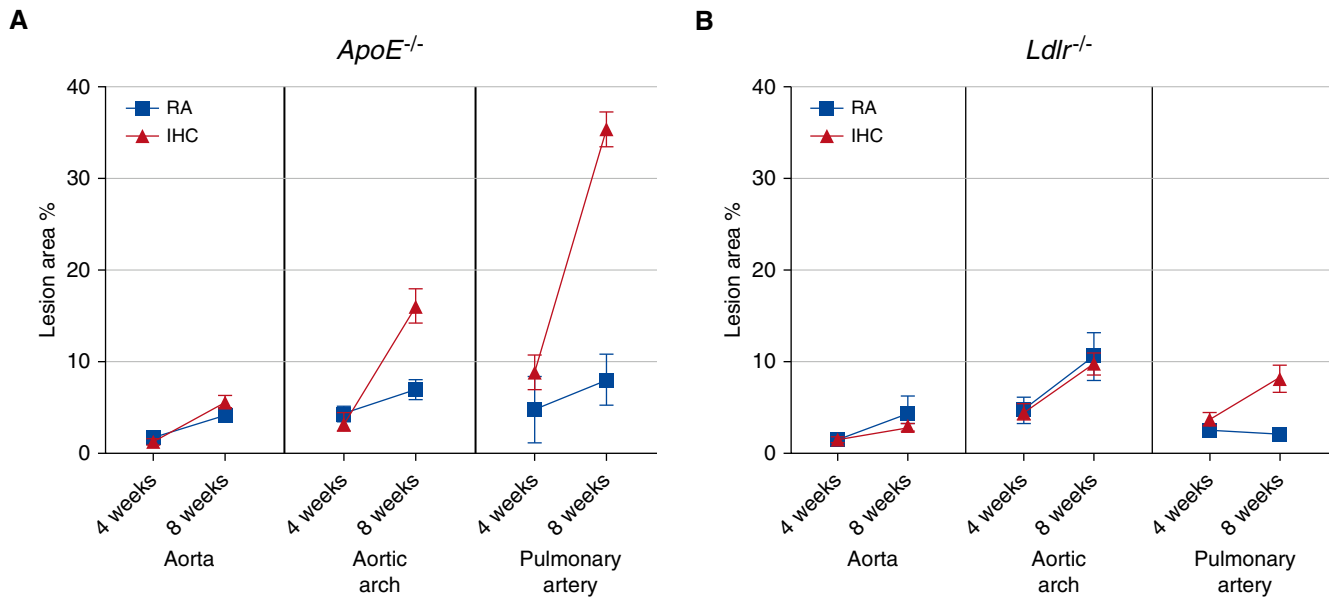 A
ApoE-/-
RA
IHC
Lesion area %
40
30
20
10
0
4 weeks
8 weeks
4 weeks
8 weeks
4 weeks
8 weeks
Aorta
Aortic
arch
Pulmonary
artery
B
Ldlr-/-
RA
IHC
Lesion area %
40
30
20
10
0
4 weeks
8 weeks
4 weeks
8 weeks
4 weeks
8 weeks
Aorta
Aortic
arch
Pulmonary
artery